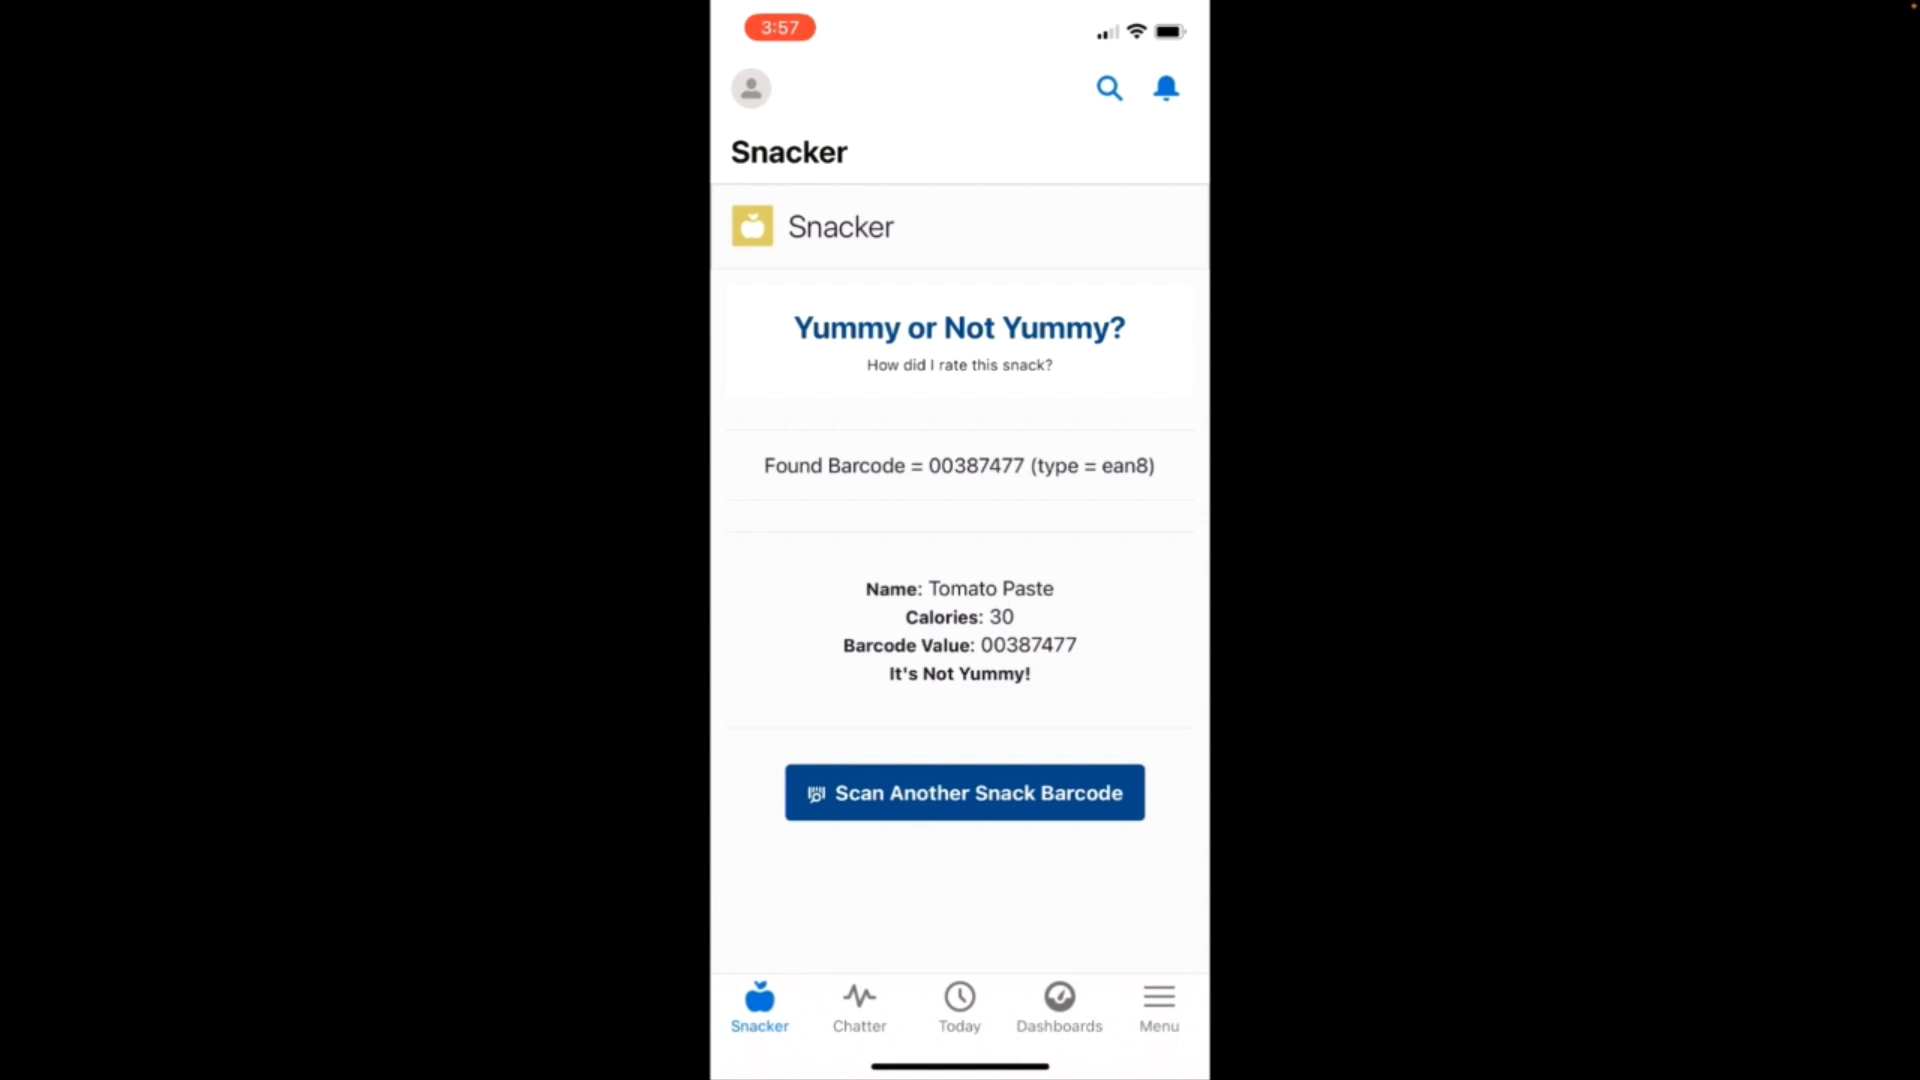 3:57
Snacker
Snacker
Yummy or Not Yummy?
How did I rate this snack?
Found Barcode = 00387477 (type = ean8)
Name: Tomato Paste
Calories: 30
Barcode Value: 00387477
It's Not Yummy!
Scan Another Snack Barcode
Snacker
Chatter
Today
Dashboards
Menu